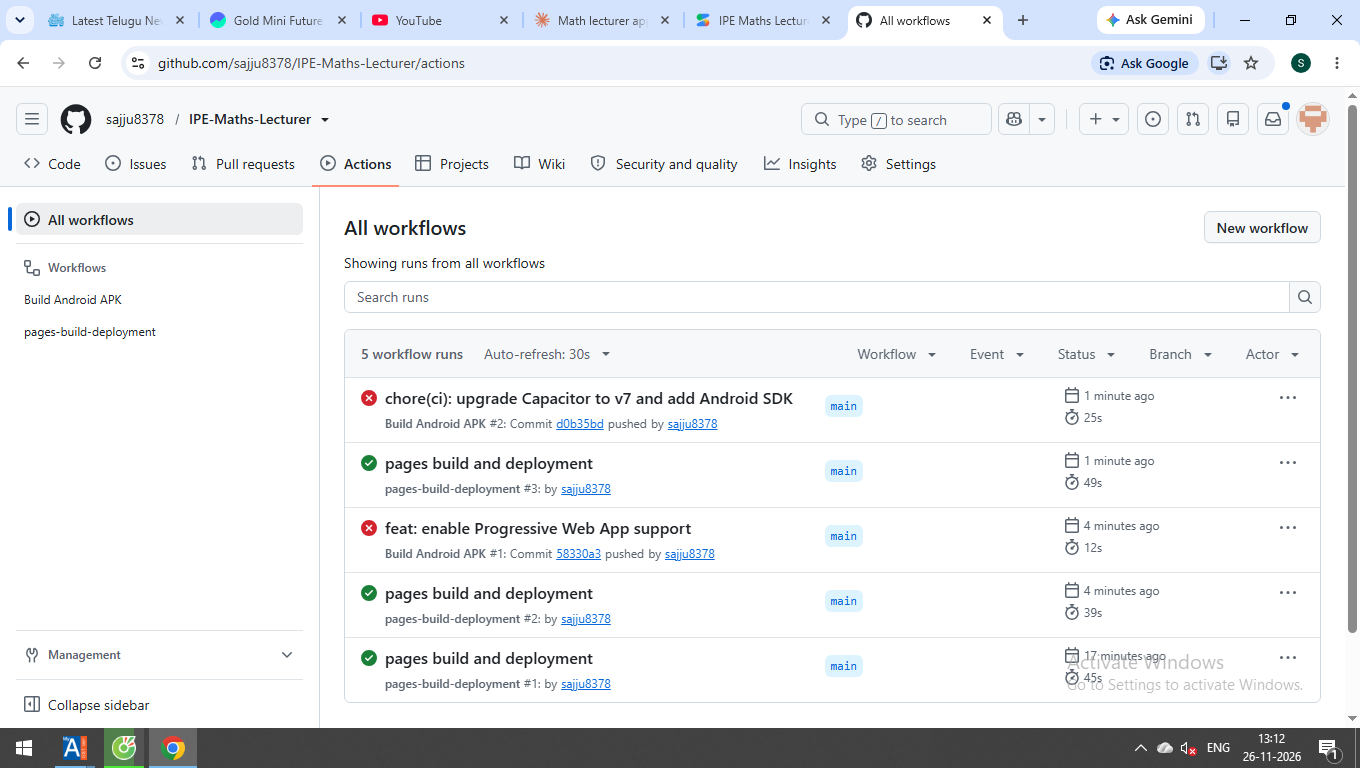 Latest Telugu Ne
Gold Mini Future
YouTube
Math lecturer ap
IPE Maths Lectur
All workflows
Ask Gemini
github.com/sajju8378/IPE-Maths-Lecturer/actions
Ask Google
S
sajju8378 / IPE-Maths-Lecturer
Type / to search
Code
Issues
Pull requests
Actions
Projects
Wiki
Security and quality
Insights
Settings
All workflows
Workflows
Build Android APK
pages-build-deployment
Management
Collapse sidebar
All workflows
New workflow
Showing runs from all workflows
Search runs
5 workflow runs
Auto-refresh: 30s
Workflow
Event
Status
Branch
Actor
chore(ci): upgrade Capacitor to v7 and add Android SDK
main
1 minute ago
Build Android APK #2: Commit d0b35bd pushed by sajju8378
25s
pages build and deployment
main
1 minute ago
pages-build-deployment #3: by sajju8378
49s
feat: enable Progressive Web App support
main
4 minutes ago
Build Android APK #1: Commit 58330a3 pushed by sajju8378
12s
pages build and deployment
main
4 minutes ago
pages-build-deployment #2: by sajju8378
39s
pages build and deployment
main
17 minutes ago
pages-build-deployment #1: by sajju8378
45s
Activate Windows
Go to Settings to activate Windows.
ENG
13:12
26-11-2026
1